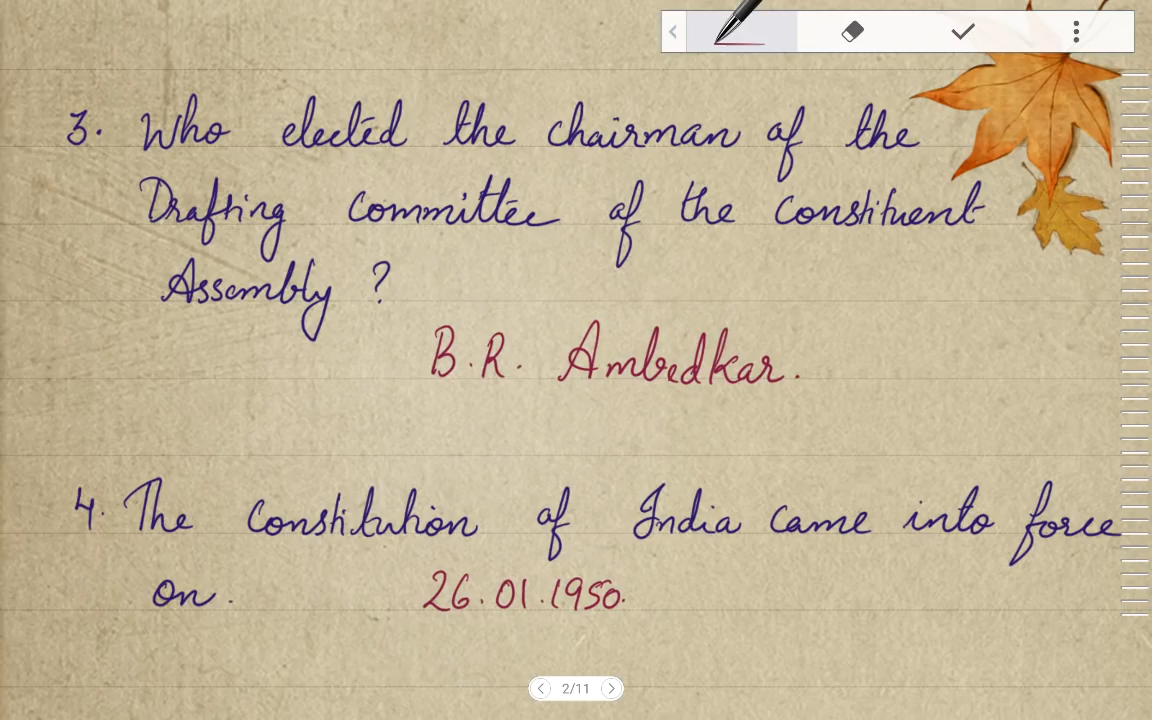 3. Who elected the chairman of the
Drafting Committee of the Constituent
Assembly ?
B.R. Ambedkar.
4. The Constitution of India came into force
on. 26.01.1950.
2/11